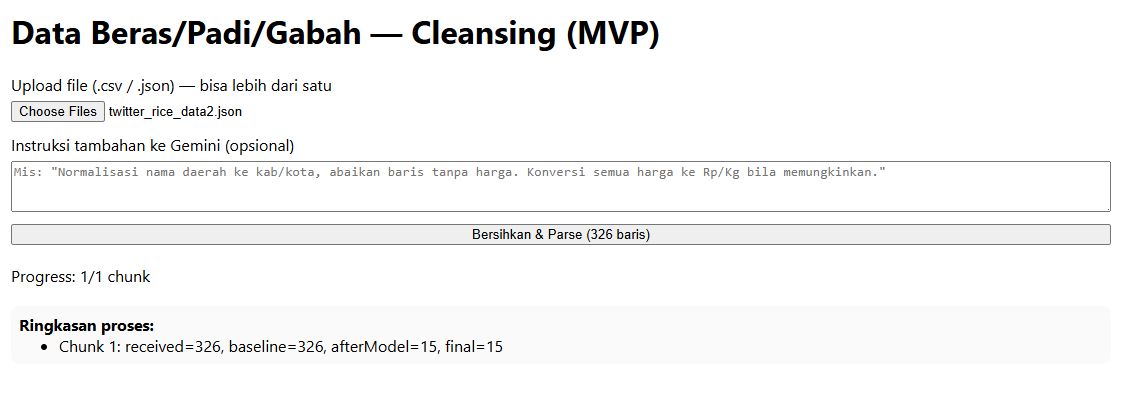 Data Beras/Padi/Gabah — Cleansing (MVP)
Upload file (.csv / .json) — bisa lebih dari satu
Choose Files twitter_rice_data2.json
Instruksi tambahan ke Gemini (opsional)
Mis: "Normalisasi nama daerah ke kab/kota, abaikan baris tanpa harga. Konversi semua harga ke Rp/Kg bila memungkinkan."
Bersihkan & Parse (326 baris)
Progress: 1/1 chunk
Ringkasan proses:
• Chunk 1: received=326, baseline=326, afterModel=15, final=15